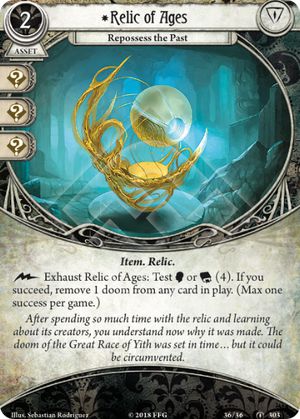 2
*Relic of Ages
Repossess the Past
ASSET
?
?
?
Item. Relic.
Exhaust Relic of Ages: Test or (4). If you
succeed, remove 1 doom from any card in play. (Max one
success per game.)
After spending so much time with the relic and learning
about its creators, you understand now why it was made. The
doom of the Great Race of Yith was set in time… but it could
be circumvented.
Illus. Sebastian Rodriguez
© 2018 FFG
36/36
303